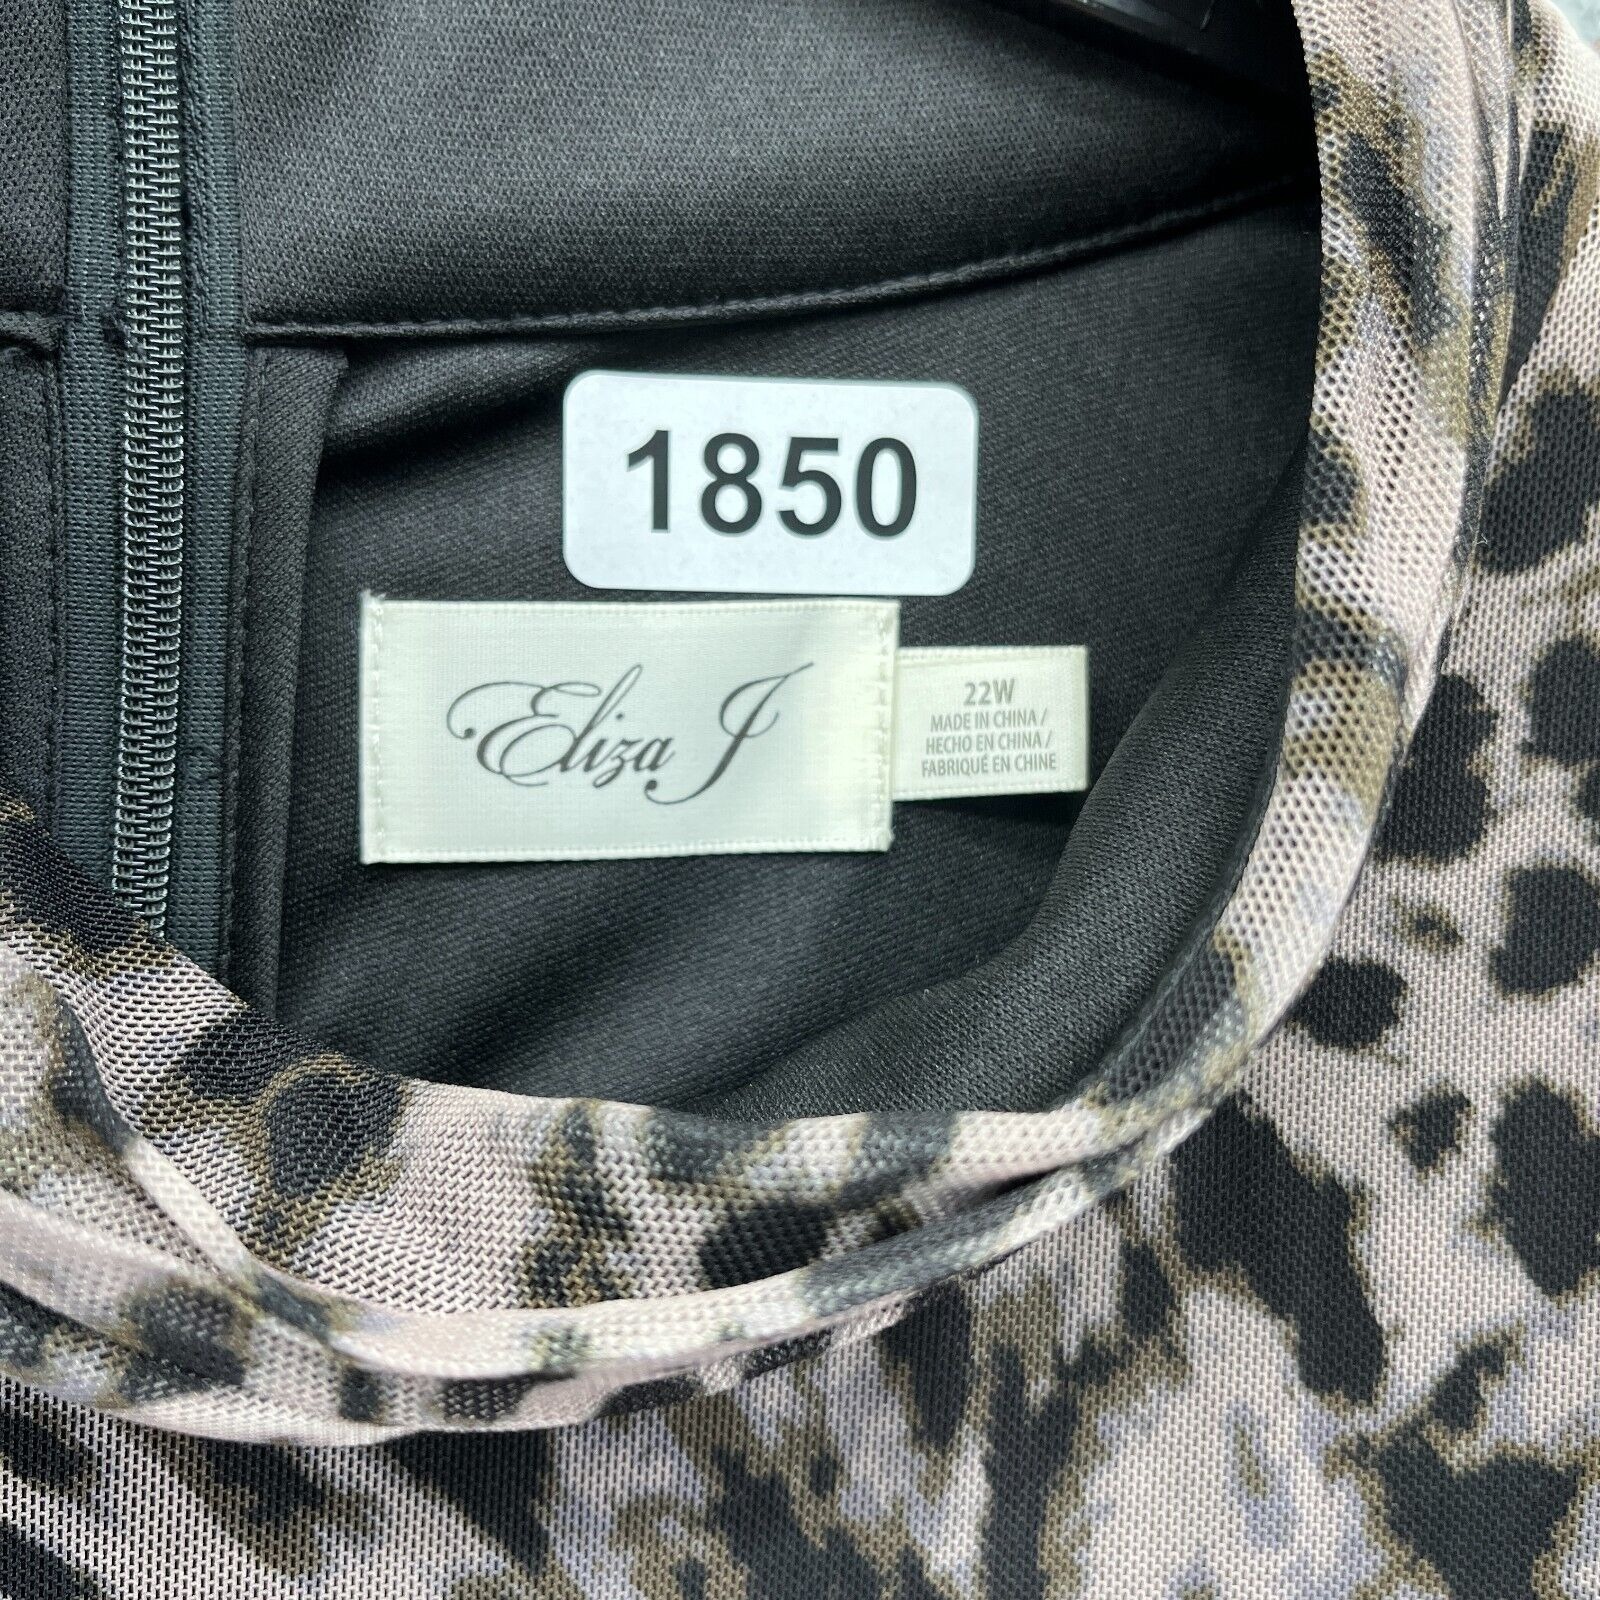 1850
Eliza J
22W
MADE IN CHINA /
HECHO EN CHINA /
FABRIQUÉ EN CHINE